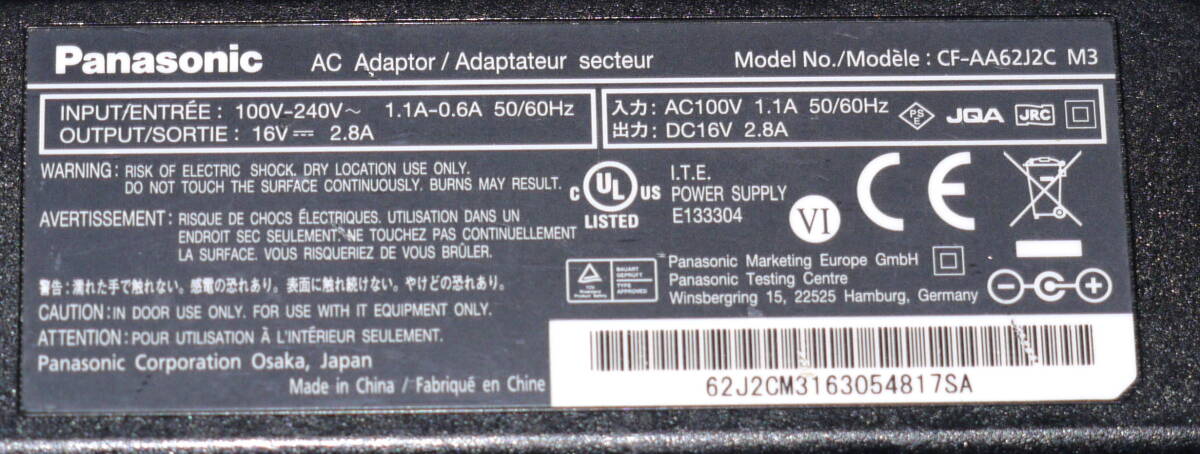 Panasonic AC Adaptor / Adaptateur secteur Model No./Modèle : CF-AA62J2C M3
INPUT/ENTRÉE : 100V-240V～ 1.1A-0.6A 50/60Hz
OUTPUT/SORTIE : 16V⎓ 2.8A
入力: AC100V 1.1A 50/60Hz PSE JQA JRC
出力: DC16V 2.8A
WARNING: RISK OF ELECTRIC SHOCK. DRY LOCATION USE ONLY.
DO NOT TOUCH THE SURFACE CONTINUOUSLY. BURNS MAY RESULT.
AVERTISSEMENT: RISQUE DE CHOCS ÉLECTRIQUES. UTILISATION DANS UN
ENDROIT SEC SEULEMENT. NE TOUCHEZ PAS CONTINUELLEMENT
LA SURFACE. VOUS RISQUERIEZ DE VOUS BRÛLER.
警告: 濡れた手で触れない。感電の恐れあり。表面に触れ続けない。やけどの恐れあり。
CAUTION: IN DOOR USE ONLY. FOR USE WITH IT EQUIPMENT ONLY.
ATTENTION: POUR UTILISATION À L'INTÉRIEUR SEULEMENT.
Panasonic Corporation Osaka, Japan
Made in China / Fabriqué en Chine
C UL US
LISTED
I.T.E.
POWER SUPPLY
E133304
VI
CE
BAUART
GEPRÜFT
TYPE
APPROVED
Panasonic Marketing Europe GmbH
Panasonic Testing Centre
Winsbergring 15, 22525 Hamburg, Germany
62J2CM3163054817SA